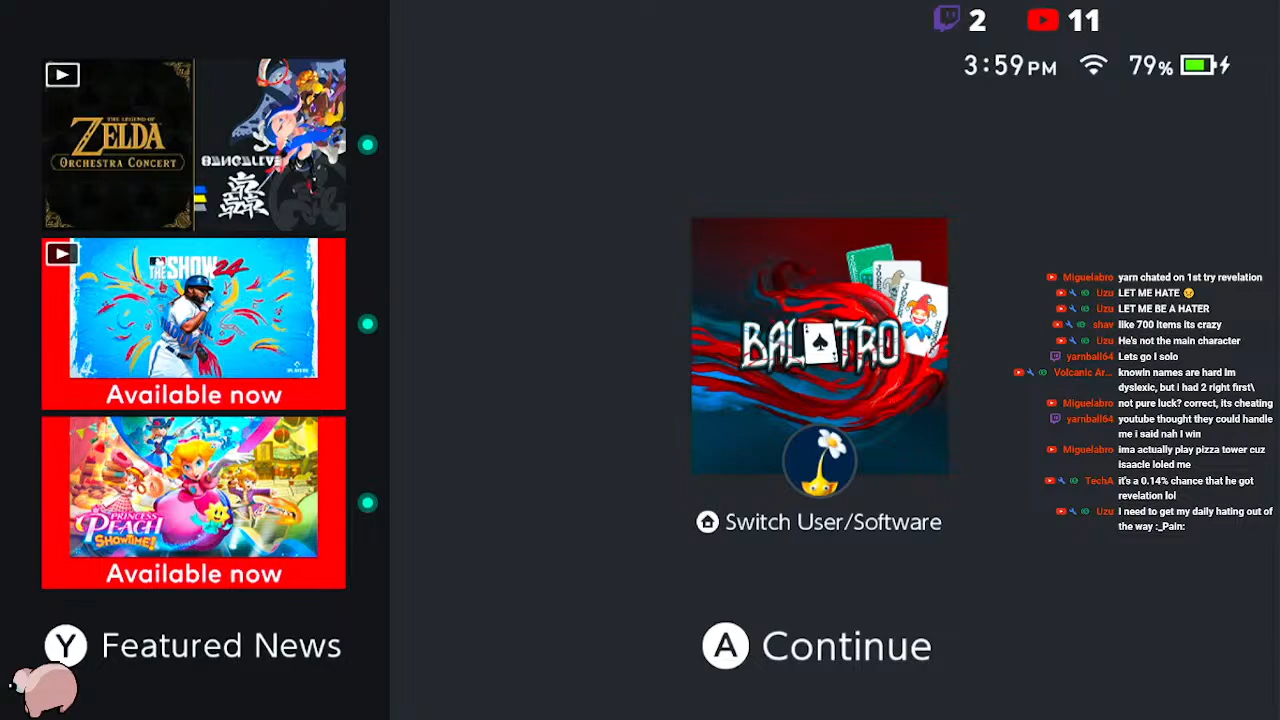 2 11
3:59 PM 79%
THE LEGEND OF
ZELDA
ORCHESTRA CONCERT
THE SHOW 24
Available now
PRINCESS
PEACH
SHOWTIME!
Available now
Y Featured News
BALATRO
Switch User/Software
A Continue
Miguelabro yarn chated on 1st try revelation
Uzu LET ME HATE
Uzu LET ME BE A HATER
shav like 700 items its crazy
Uzu He's not the main character
yarnball64 Lets go I solo
Volcanic Ar... knowin names are hard Im
dyslexic, but i had 2 right first\
Miguelabro not pure luck? correct, its cheating
yarnball64 youtube thought they could handle
me i said nah I win
Miguelabro ima actually play pizza tower cuz
isaacle loled me
TechA it's a 0.14% chance that he got
revelation lol
Uzu I need to get my daily hating out of
the way :_Pain: